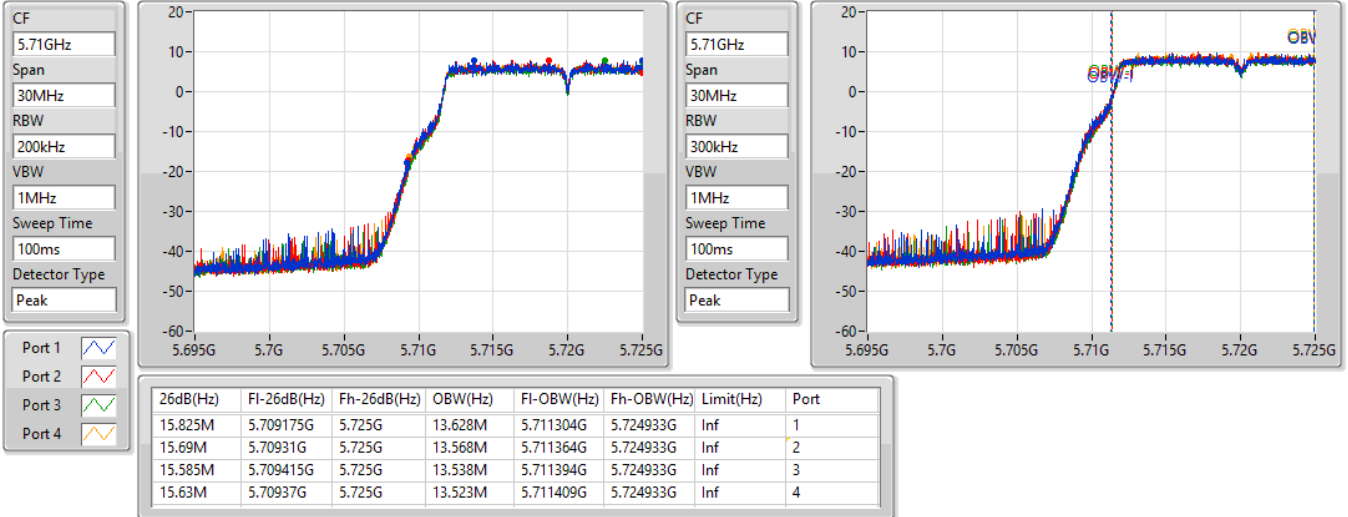 CF
5.71GHz
Span
30MHz
RBW
200kHz
VBW
1MHz
Sweep Time
100ms
Detector Type
Peak
20
10
0
-10
-20
-30
-40
-50
-60
5.695G 5.7G 5.705G 5.71G 5.715G 5.72G 5.725G
CF
5.71GHz
Span
30MHz
RBW
300kHz
VBW
1MHz
Sweep Time
100ms
Detector Type
Peak
20
10
0
-10
-20
-30
-40
-50
-60
5.695G 5.7G 5.705G 5.71G 5.715G 5.72G 5.725G
Port 1
Port 2
Port 3
Port 4
26dB(Hz) Fl-26dB(Hz) Fh-26dB(Hz) OBW(Hz) Fl-OBW(Hz) Fh-OBW(Hz) Limit(Hz) Port
15.825M 5.709175G 5.725G 13.628M 5.711304G 5.724933G Inf 1
15.69M 5.70931G 5.725G 13.568M 5.711364G 5.724933G Inf 2
15.585M 5.709415G 5.725G 13.538M 5.711394G 5.724933G Inf 3
15.63M 5.70937G 5.725G 13.523M 5.711409G 5.724933G Inf 4